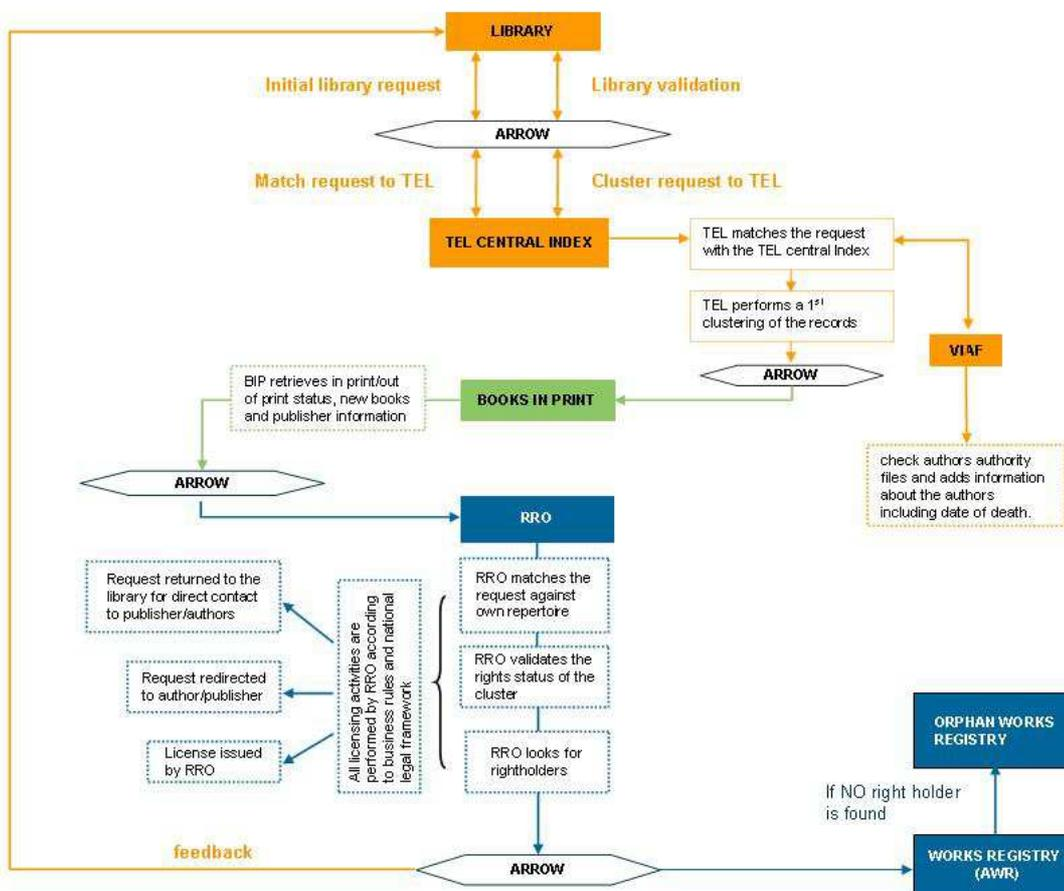 LIBRARY
Initial library request
Library validation
ARROW
Match request to TEL
Cluster request to TEL
TEL CENTRAL INDEX
TEL matches the request
with the TEL central Index
TEL performs a 1st
clustering of the records
VIAF
ARROW
BIP retrieves in print/out
of print status, new books
and publisher information
BOOKS IN PRINT
check authors authority
files and adds information
about the authors
including date of death.
ARROW
RRO
Request returned to the
library for direct contact
to publisher/authors
Request redirected
to author/publisher
License issued
by RRO
All licensing activities are
performed by RRO according
to business rules and national
legal framework
RRO matches the
request against
own repertoire
RRO validates the
rights status of the
cluster
RRO looks for
rightholders
ORPHAN WORKS
REGISTRY
If NO right holder
is found
feedback
ARROW
WORKS REGISTRY
(AWR)